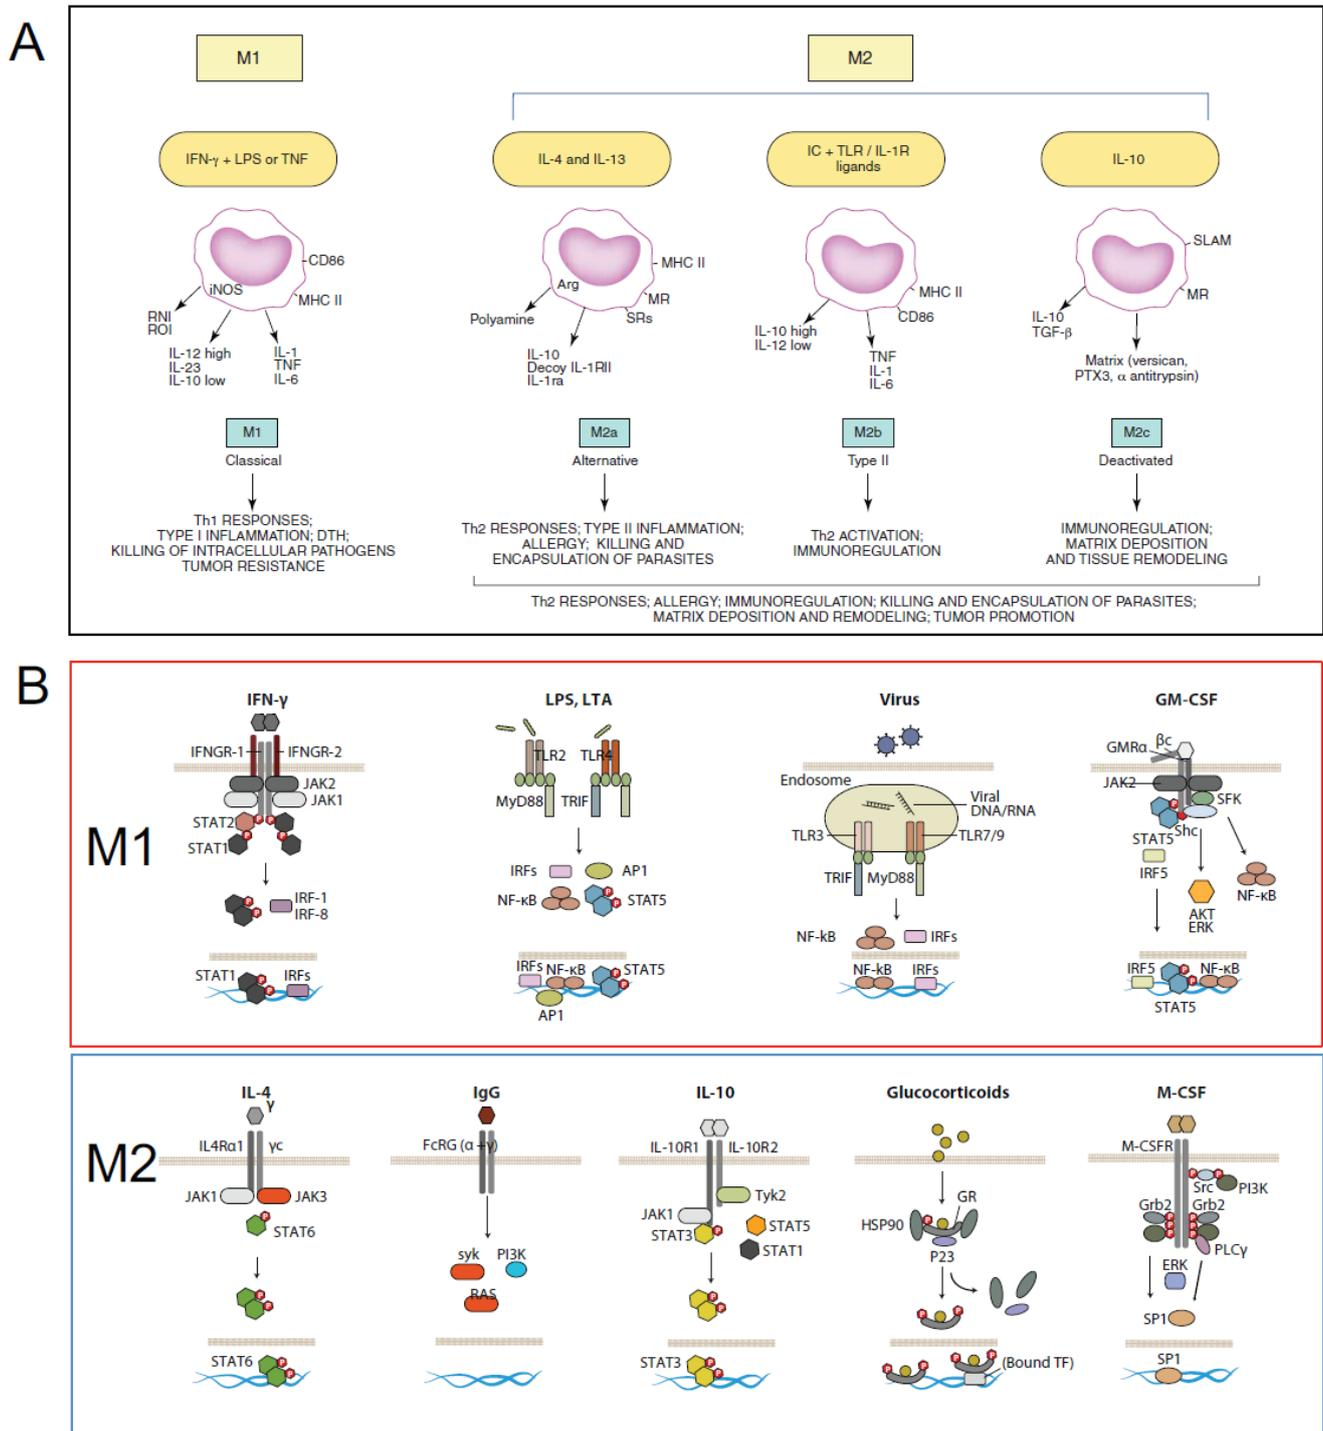 A
M1
M2
IFN-γ + LPS or TNF
IL-4 and IL-13
IC + TLR / IL-1R
ligands
IL-10
CD86
MHC II
iNOS
RNI
ROI
IL-12 high
IL-23
IL-10 low
IL-1
TNF
IL-6
MHC II
MR
SRs
Arg
Polyamine
IL-10
Decoy IL-1RII
IL-1ra
MHC II
CD86
IL-10 high
IL-12 low
TNF
IL-1
IL-6
SLAM
MR
IL-10
TGF-β
Matrix (versican,
PTX3, α antitrypsin)
M1
Classical
M2a
Alternative
M2b
Type II
M2c
Deactivated
Th1 RESPONSES;
TYPE I INFLAMMATION; DTH;
KILLING OF INTRACELLULAR PATHOGENS
TUMOR RESISTANCE
Th2 RESPONSES; TYPE II INFLAMMATION;
ALLERGY; KILLING AND
ENCAPSULATION OF PARASITES
Th2 ACTIVATION;
IMMUNOREGULATION
IMMUNOREGULATION;
MATRIX DEPOSITION
AND TISSUE REMODELING
Th2 RESPONSES; ALLERGY; IMMUNOREGULATION; KILLING AND ENCAPSULATION OF PARASITES;
MATRIX DEPOSITION AND REMODELING; TUMOR PROMOTION
B
M1
IFN-γ
IFNGR-1
IFNGR-2
JAK2
JAK1
STAT2
P
P
STAT1
P
P
P
P
IRF-1
IRF-8
STAT1
P
P
IRFs
LPS, LTA
TLR2
TLR4
MyD88
TRIF
IRFs
AP1
NF-κB
P
P
STAT5
IRFs
NF-κB
P
P
STAT5
AP1
Virus
Endosome
Viral
DNA/RNA
TLR3
TLR7/9
TRIF
MyD88
NF-kB
IRFs
NF-kB
IRFs
GM-CSF
GMRα
βc
JAK2
SFK
P
Shc
STAT5
IRF5
AKT
ERK
NF-κB
IRF5
P
P
NF-κB
STAT5
M2
IL-4
γ
IL4Rα1
γc
JAK1
JAK3
P
STAT6
P
P
STAT6
P
P
IgG
FcRG (α +γ)
syk
PI3K
RAS
IL-10
IL-10R1
IL-10R2
Tyk2
JAK1
STAT3
P
P
STAT5
P
STAT1
P
P
STAT3
P
P
Glucocorticoids
GR
HSP90
P
P
P23
P
P
P
P
P
P
(Bound TF)
M-CSF
M-CSFR
P
P
Src
PI3K
Grb2
Grb2
P
P
P
P
P
P
PLCγ
ERK
SP1
SP1